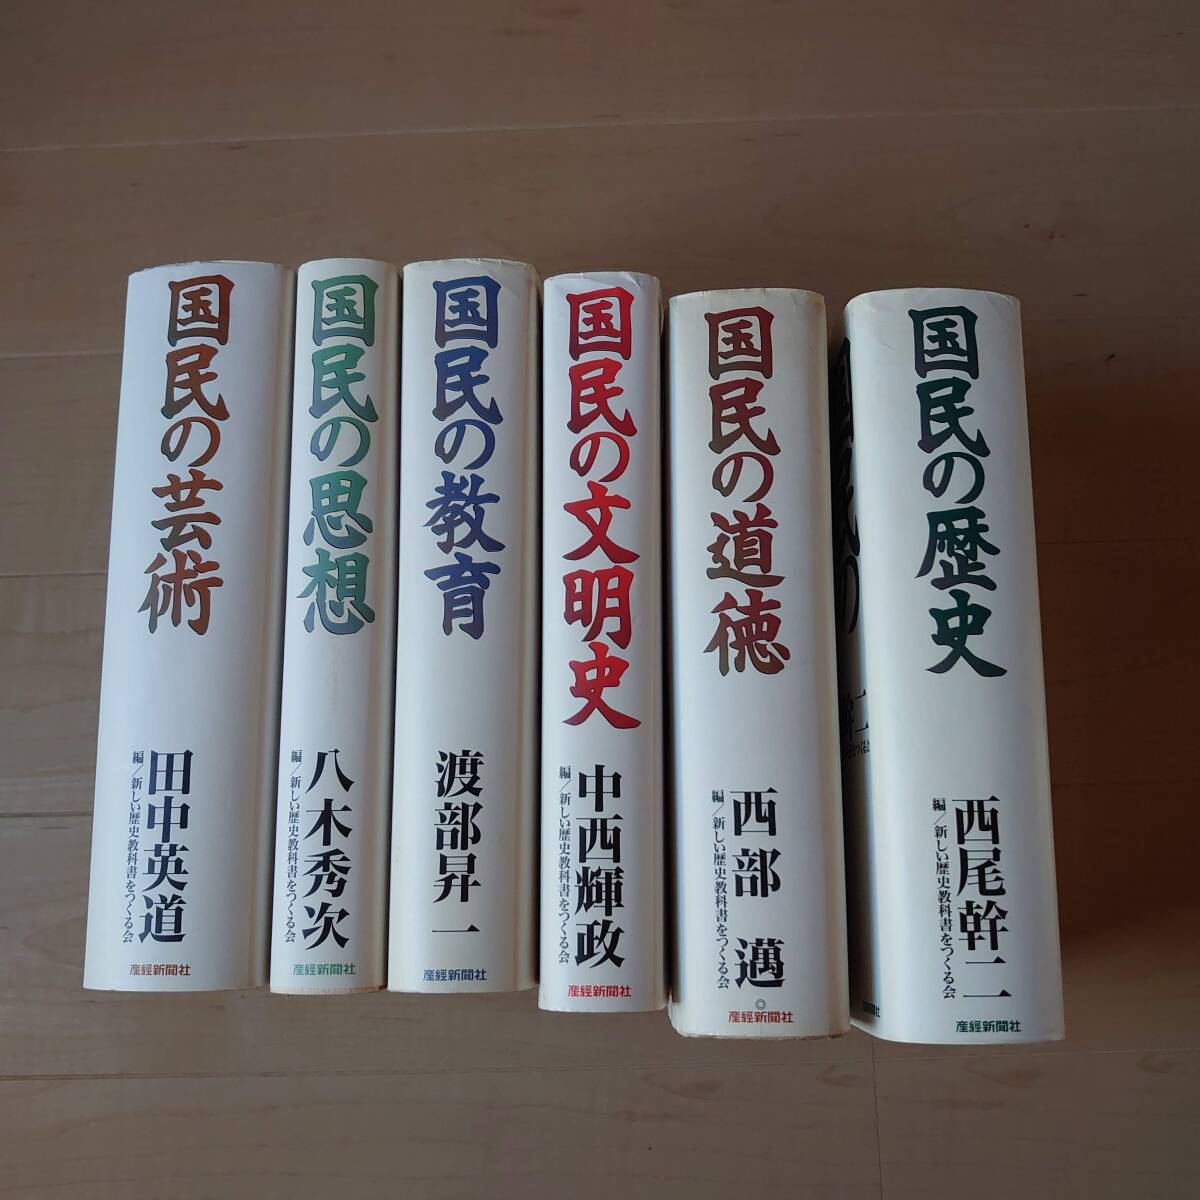 国民の芸術
田中英道
編／新しい歴史教科書をつくる会
産経新聞社
国民の思想
八木秀次
編／新しい歴史教科書をつくる会
産経新聞社
国民の教育
渡部昇一
産経新聞社
国民の文明史
中西輝政
編／新しい歴史教科書をつくる会
産経新聞社
国民の道徳
西部 邁
編／新しい歴史教科書をつくる会
◎
産経新聞社
国民の歴史
西尾幹二
編／新しい歴史教科書をつくる会
産経新聞社